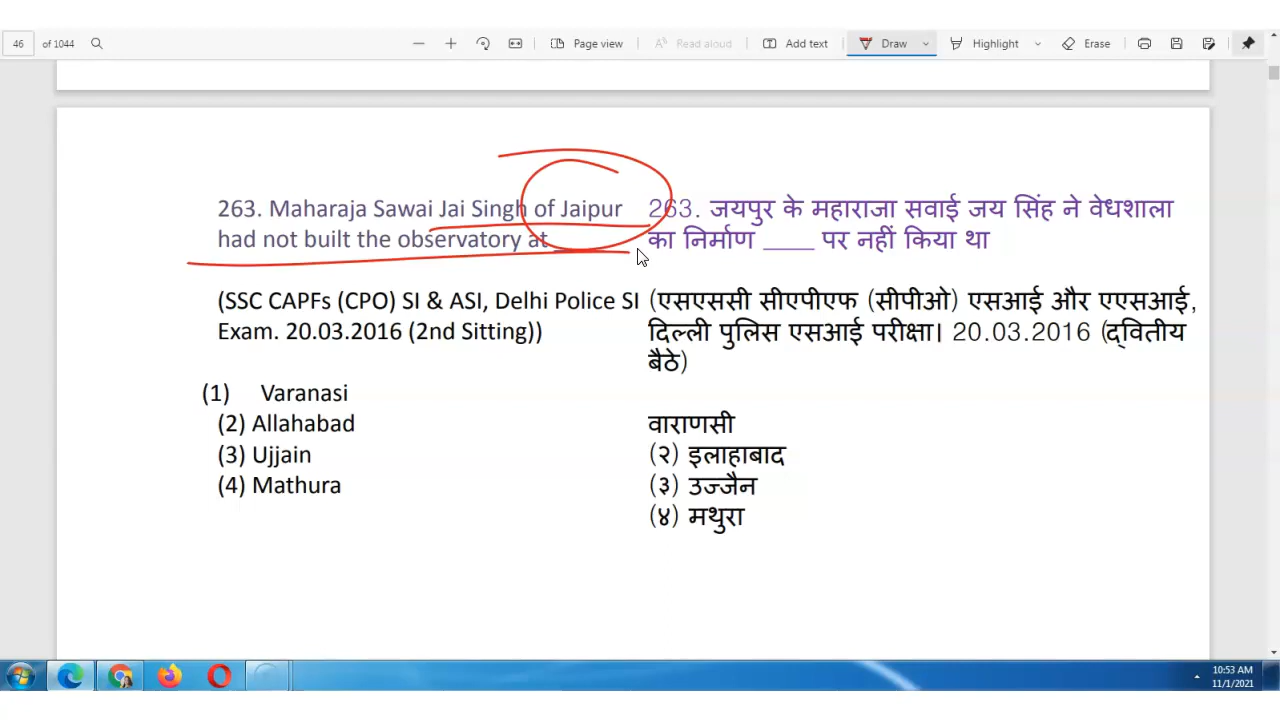 46 of 1044 Page view Read aloud Add text Draw Highlight Erase
263. Maharaja Sawai Jai Singh of Jaipur
had not built the observatory at ____
(SSC CAPFs (CPO) SI & ASI, Delhi Police SI
Exam. 20.03.2016 (2nd Sitting))
(1) Varanasi
(2) Allahabad
(3) Ujjain
(4) Mathura
263. जयपुर के महाराजा सवाई जय सिंह ने वेधशाला
का निर्माण ____ पर नहीं किया था
(एसएससी सीएपीएफ (सीपीओ) एसआई और एएसआई,
दिल्ली पुलिस एसआई परीक्षा। 20.03.2016 (द्वितीय
बैठे)
वाराणसी
(२) इलाहाबाद
(३) उज्जैन
(४) मथुरा
10:53 AM
11/1/2021